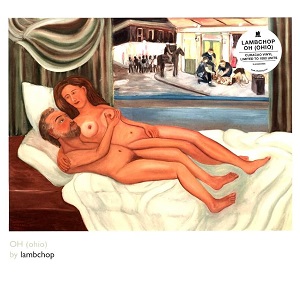 LAMBCHOP
OH (OHIO)
CURACAO VINYL
LIMITED TO 1000 UNITS
OH (ohio)
by lambchop